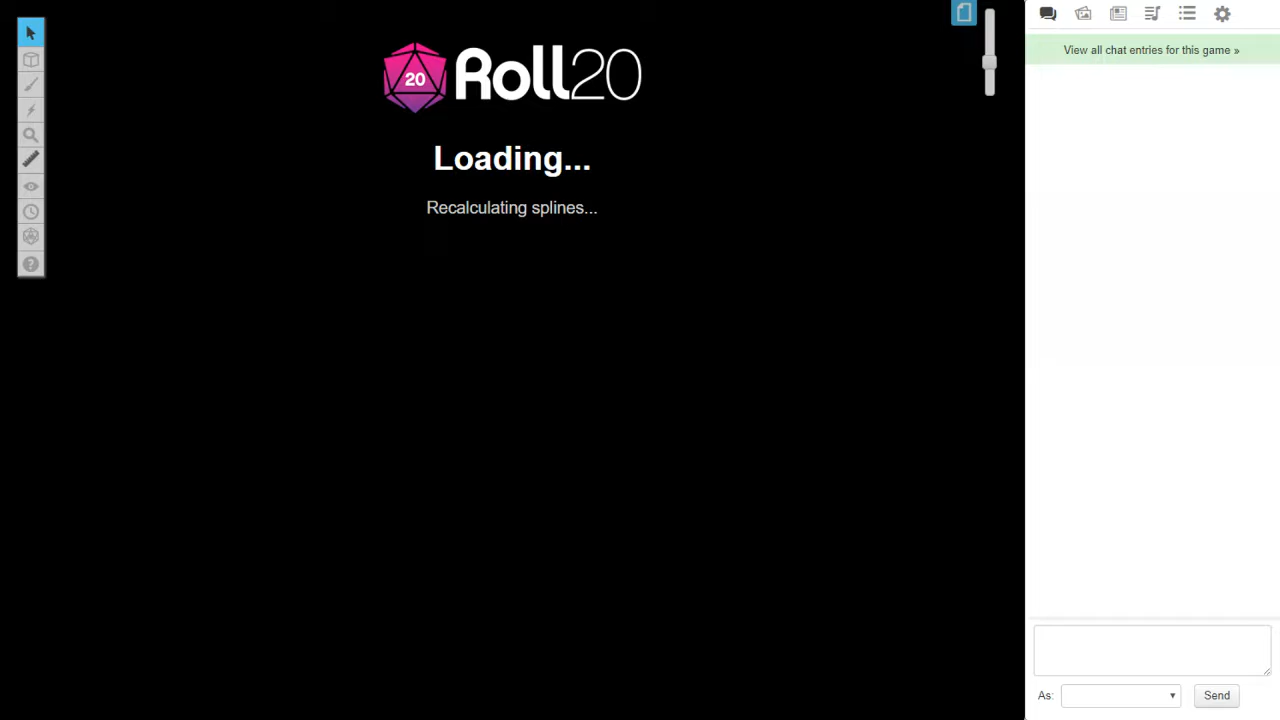 20 Roll20
Loading...
Recalculating splines...
View all chat entries for this game »
As:
Send